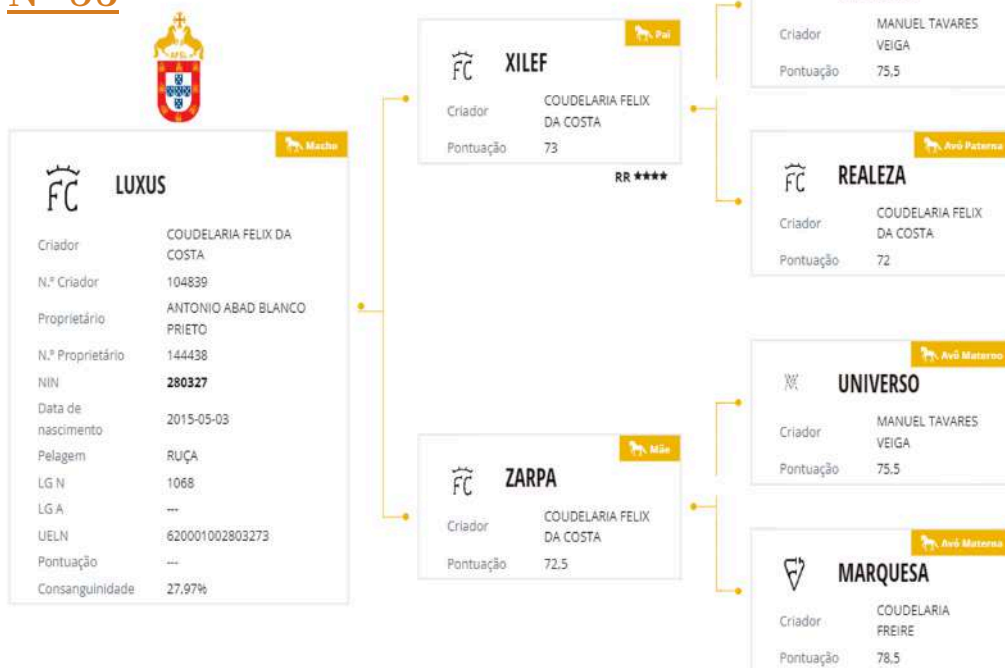 Macho
FC LUXUS
Criador COUDELARIA FELIX DA
COSTA
N.º Criador 104839
Proprietário ANTONIO ABAD BLANCO
PRIETO
N.º Proprietário 144438
NIN 280327
Data de
nascimento 2015-05-03
Pelagem RUÇA
LG N 1068
LG A ---
UELN 620001002803273
Pontuação ---
Consanguinidade 27,97%
Pai
FC XILEF
Criador COUDELARIA FELIX
DA COSTA
Pontuação 73
RR ★★★★
Mãe
FC ZARPA
Criador COUDELARIA FELIX
DA COSTA
Pontuação 72,5
Criador MANUEL TAVARES
VEIGA
Pontuação 75,5
Avó Paterna
FC REALEZA
Criador COUDELARIA FELIX
DA COSTA
Pontuação 72
Avô Materno
UNIVERSO
Criador MANUEL TAVARES
VEIGA
Pontuação 75,5
Avó Materna
MARQUESA
Criador COUDELARIA
FREIRE
Pontuação 78,5